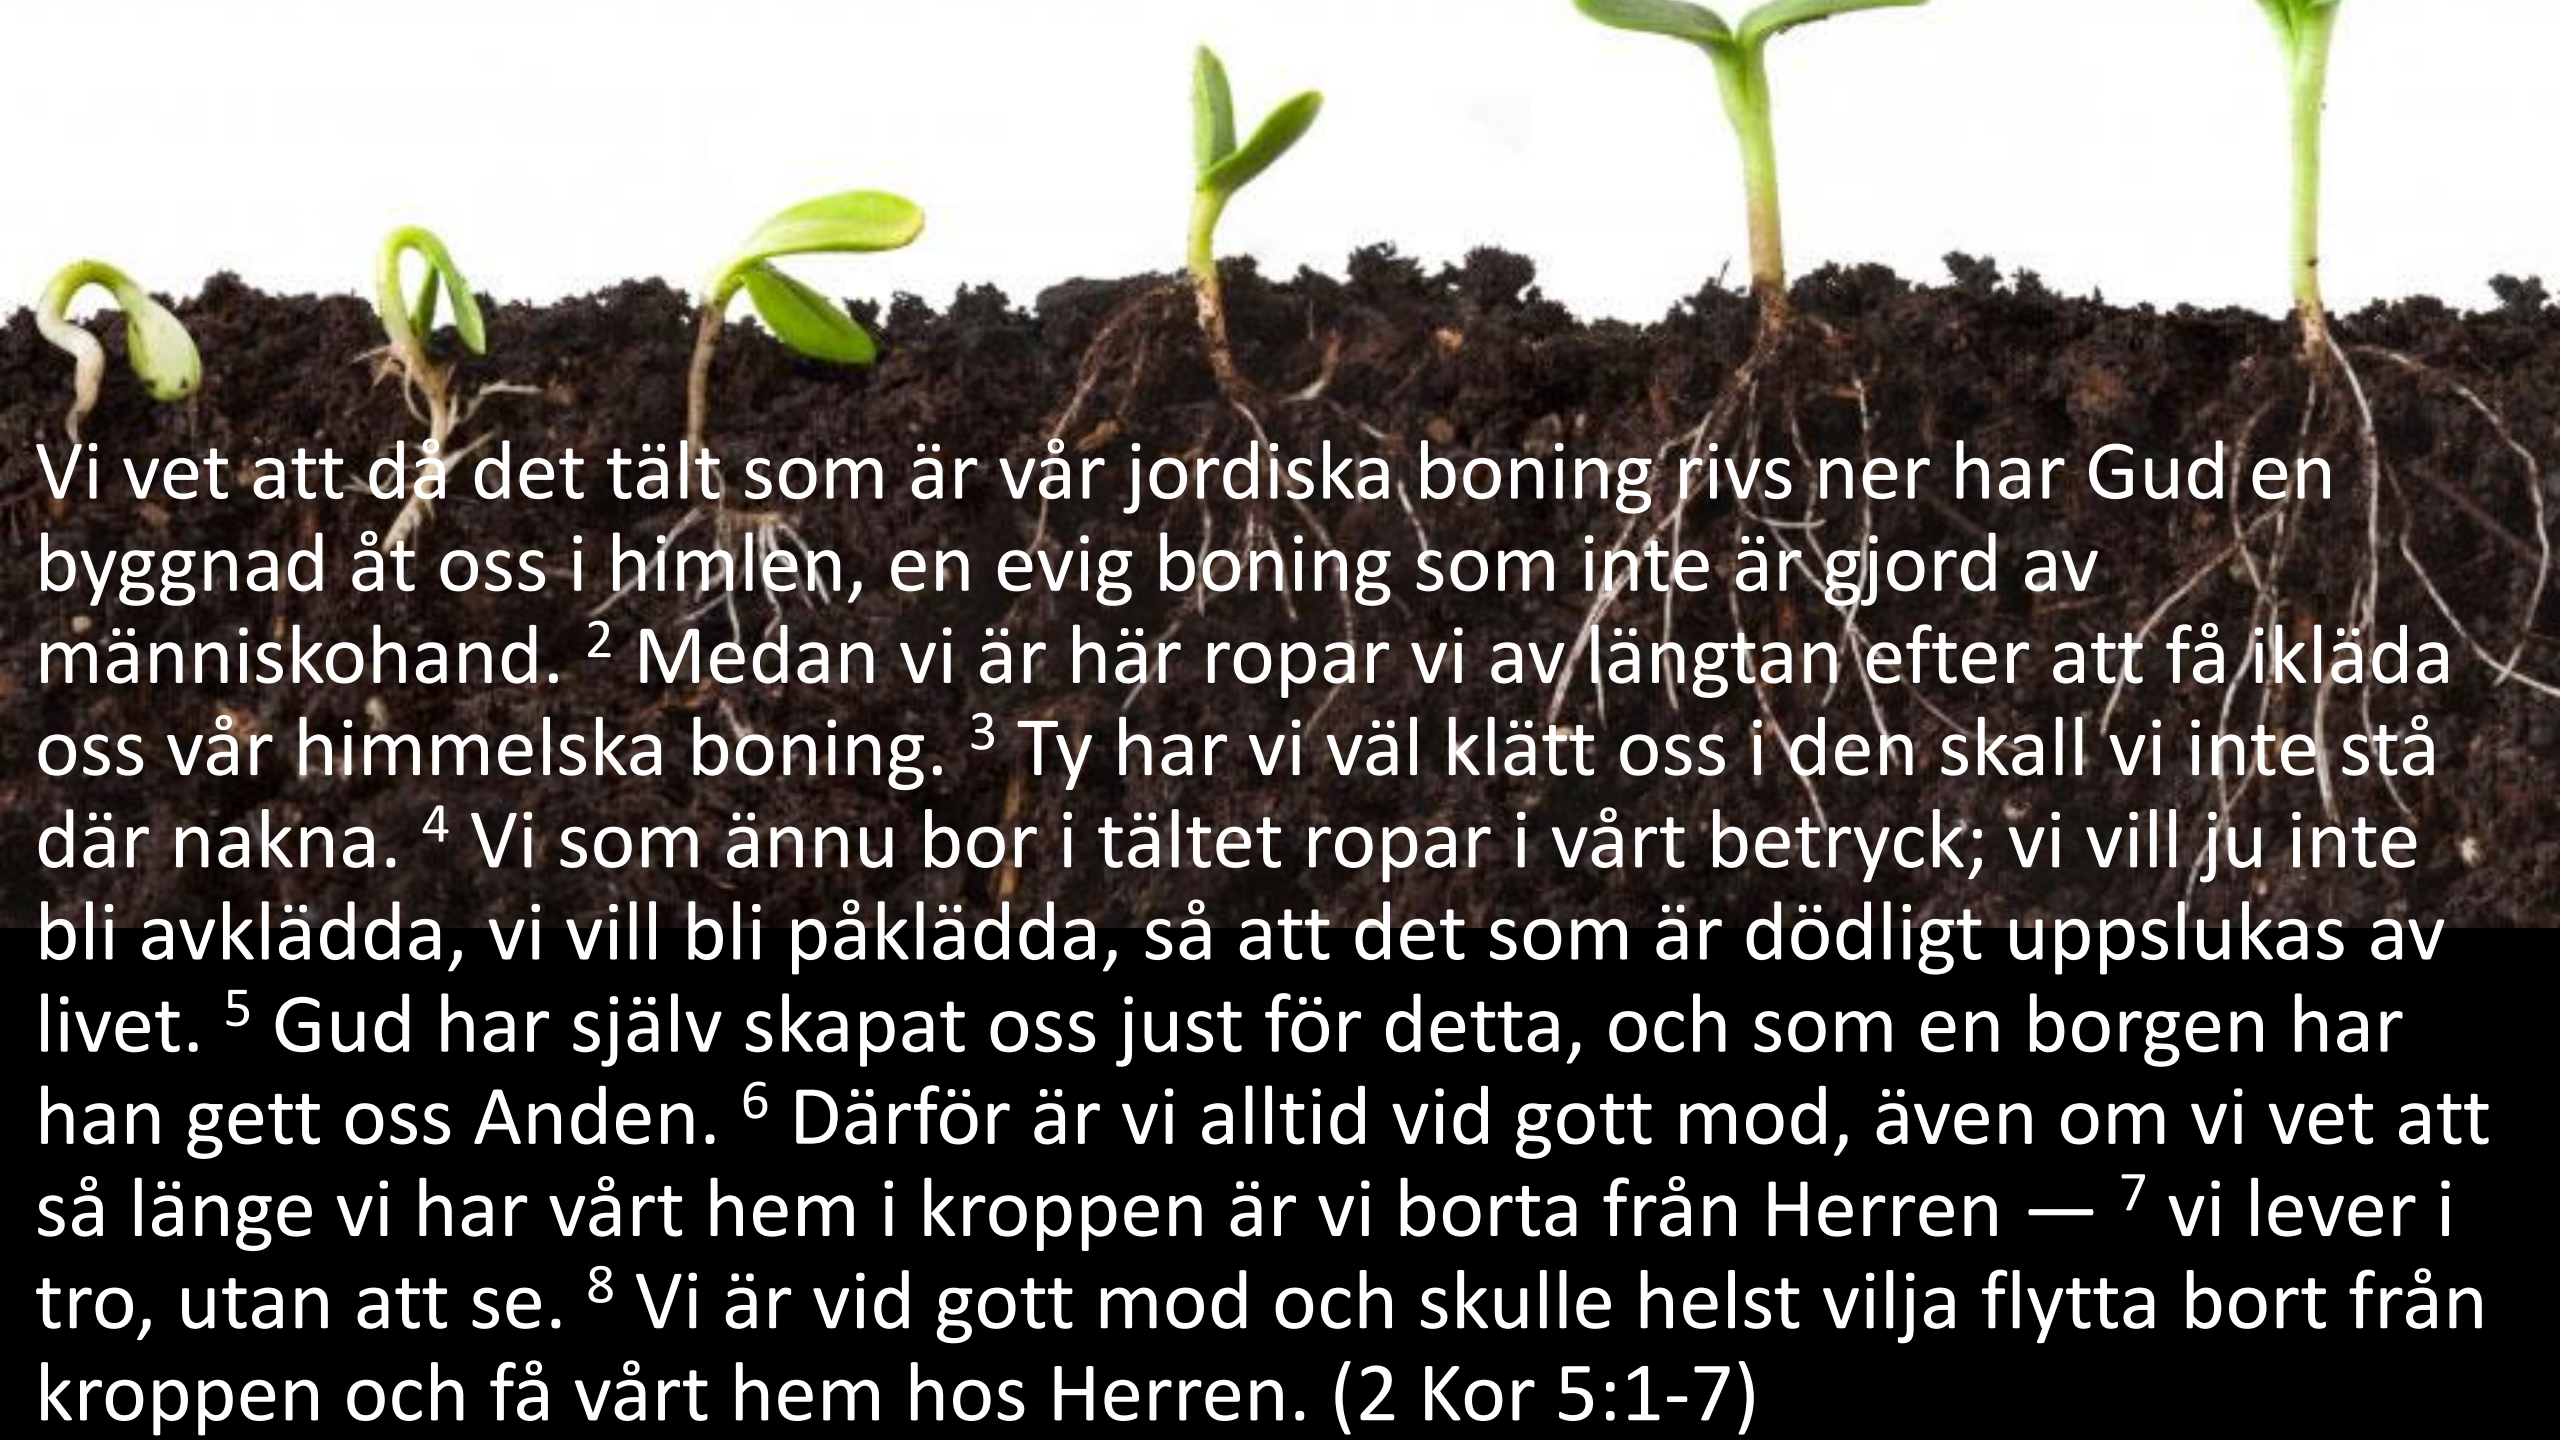 Vi vet att då det tält som är vår jordiska boning rivs ner har Gud en
byggnad åt oss i himlen, en evig boning som inte är gjord av
människohand. 2 Medan vi är här ropar vi av längtan efter att få ikläda
oss vår himmelska boning. 3 Ty har vi väl klätt oss i den skall vi inte stå
där nakna. 4 Vi som ännu bor i tältet ropar i vårt betryck; vi vill ju inte
bli avklädda, vi vill bli påklädda, så att det som är dödligt uppslukas av
livet. 5 Gud har själv skapat oss just för detta, och som en borgen har
han gett oss Anden. 6 Därför är vi alltid vid gott mod, även om vi vet att
så länge vi har vårt hem i kroppen är vi borta från Herren — 7 vi lever i
tro, utan att se. 8 Vi är vid gott mod och skulle helst vilja flytta bort från
kroppen och få vårt hem hos Herren. (2 Kor 5:1-7)